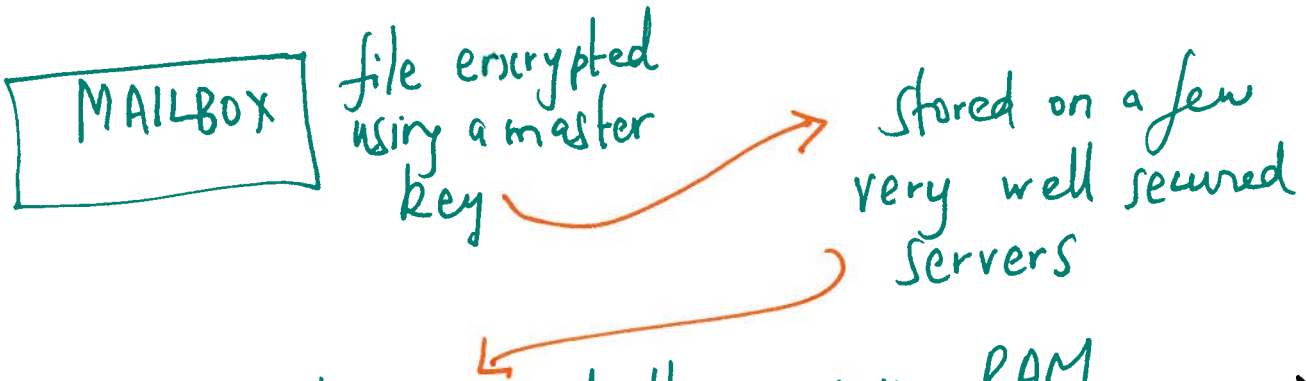 MAILBOX
file encrypted
using a master
key
stored on a few
very well secured
servers
RAM